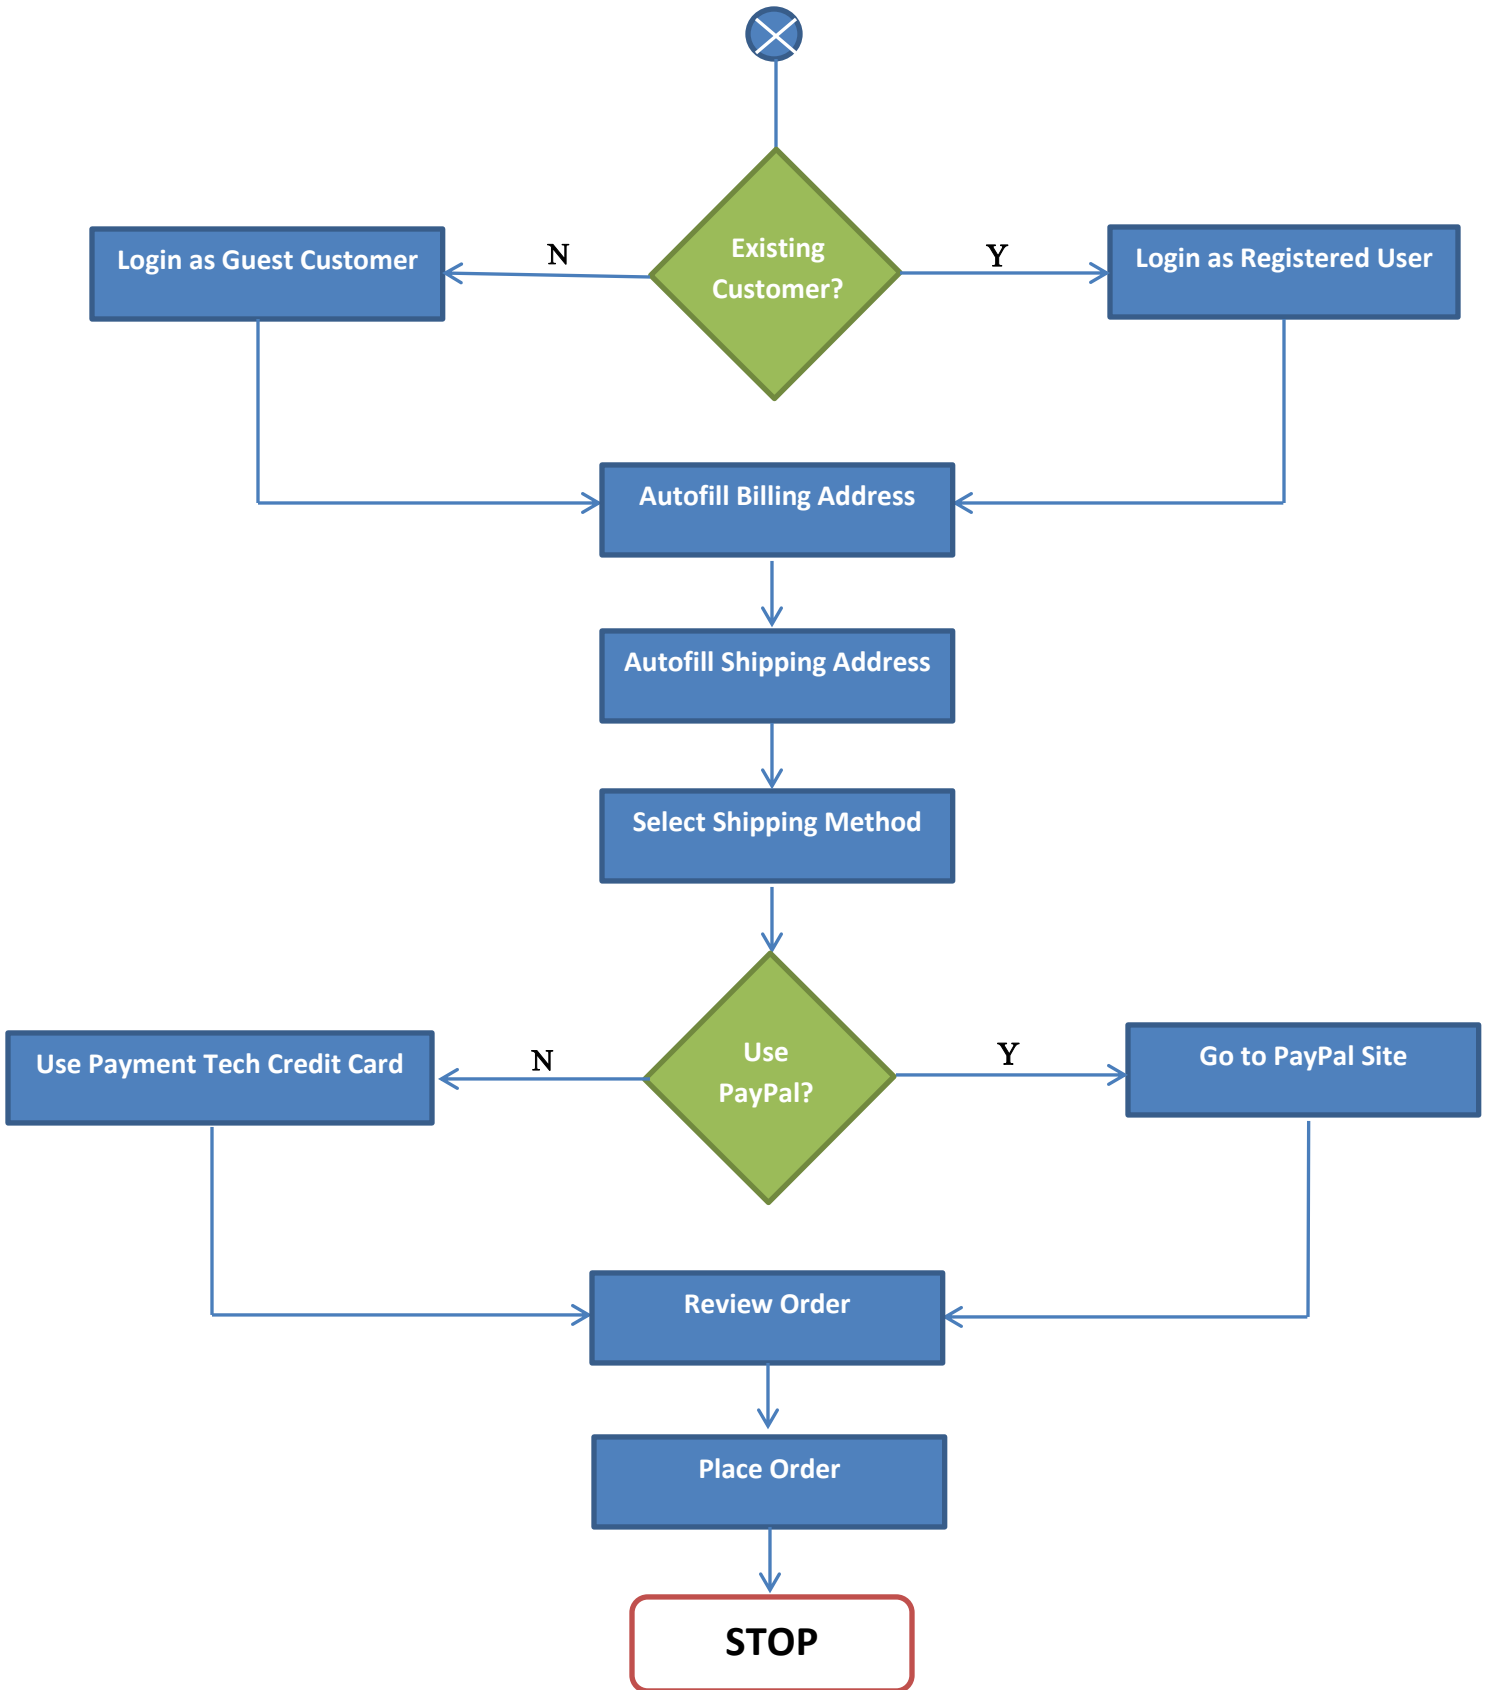 Existing
Customer?
N
Login as Guest Customer
Y
Login as Registered User
Autofill Billing Address
Autofill Shipping Address
Select Shipping Method
Use
PayPal?
N
Use Payment Tech Credit Card
Y
Go to PayPal Site
Review Order
Place Order
STOP